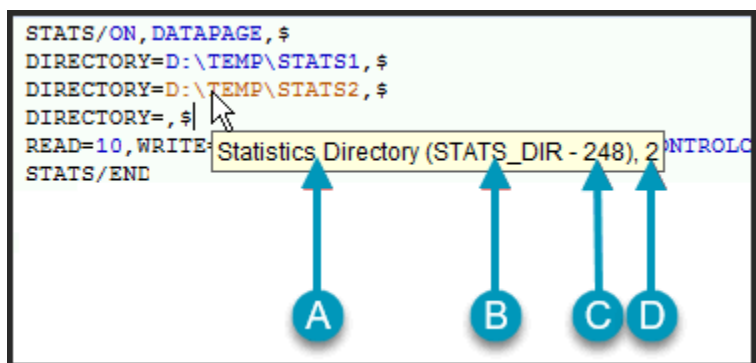 STATS/ON,DATAPAGE,$
DIRECTORY=D:\TEMP\STATS1,$
DIRECTORY=D:\TEMP\STATS2,$
DIRECTORY=,$
READ=10,WRITE NTROLO
Statistics Directory (STATS_DIR - 248), 2
STATS/END
A B C D